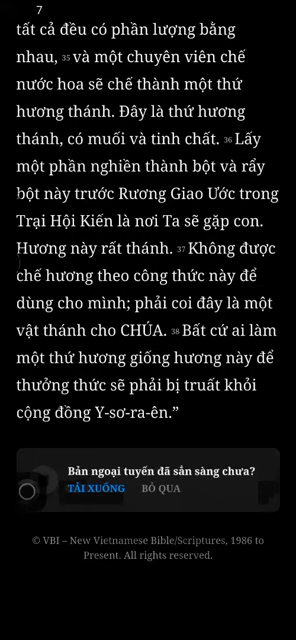 7
tất cả đều có phần lượng bằng
nhau, 35 và một chuyên viên chế
nước hoa sẽ chế thành một thứ
hương thánh. Đây là thứ hương
thánh, có muối và tinh chất. 36 Lấy
một phần nghiền thành bột và rẩy
bột này trước Rương Giao Ước trong
Trại Hội Kiến là nơi Ta sẽ gặp con.
Hương này rất thánh. 37 Không được
chế hương theo công thức này để
dùng cho mình; phải coi đây là một
vật thánh cho CHÚA. 38 Bất cứ ai làm
một thứ hương giống hương này để
thưởng thức sẽ phải bị truất khỏi
cộng đồng Y-sơ-ra-ên.”
Bản ngoại tuyến đã sẵn sàng chưa?
TẢI XUỐNG BỎ QUA
© VBI – New Vietnamese Bible/Scriptures, 1986 to
Present. All rights reserved.